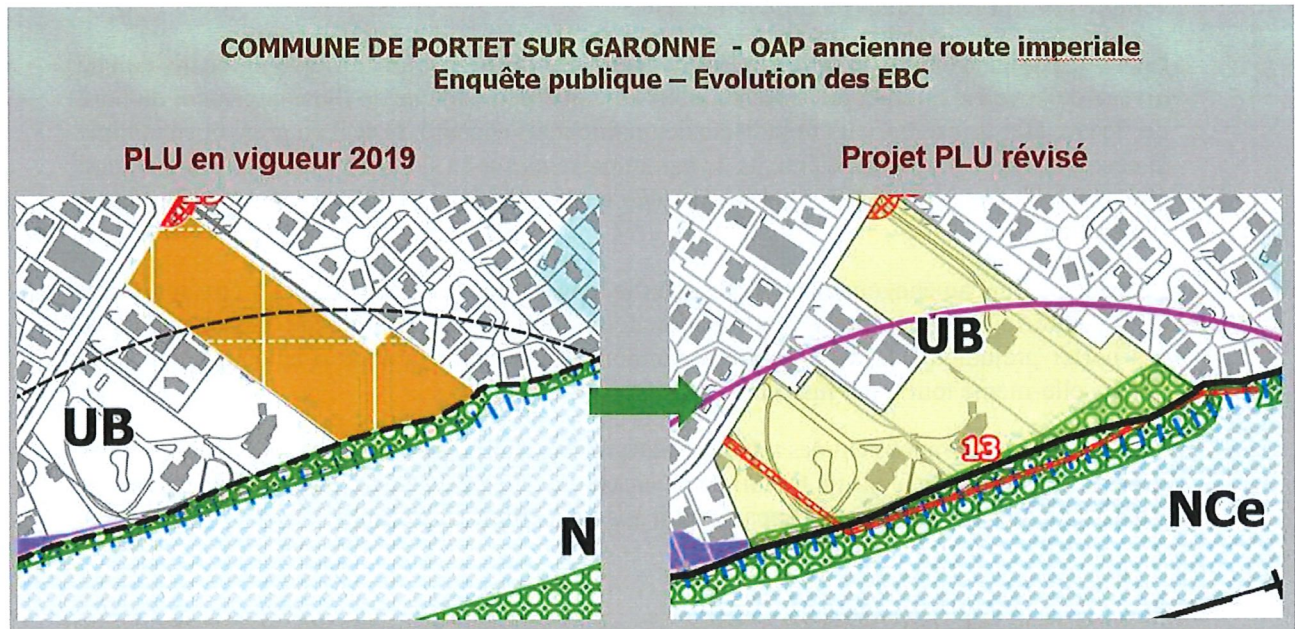 COMMUNE DE PORTET SUR GARONNE - OAP ancienne route imperiale
Enquête publique – Evolution des EBC
PLU en vigueur 2019
Projet PLU révisé
UB
N
UB
13
NCe